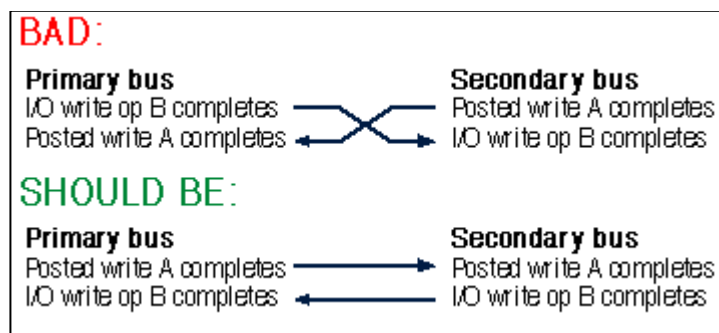 BAD:
Primary bus Secondary bus
I/O write op B completes Posted write A completes
Posted write A completes I/O write op B completes
SHOULD BE:
Primary bus Secondary bus
Posted write A completes Posted write A completes
I/O write op B completes I/O write op B completes